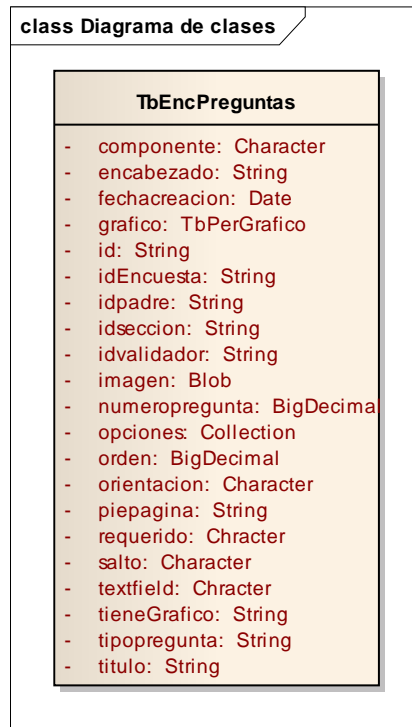 class Diagrama de clases
TbEncPreguntas
- componente: Character
- encabezado: String
- fechacreacion: Date
- grafico: TbPerGrafico
- id: String
- idEncuesta: String
- idpadre: String
- idseccion: String
- idvalidador: String
- imagen: Blob
- numeropregunta: BigDecimal
- opciones: Collection
- orden: BigDecimal
- orientacion: Character
- piepagina: String
- requerido: Chracter
- salto: Character
- textfield: Chracter
- tieneGrafico: String
- tipopregunta: String
- titulo: String